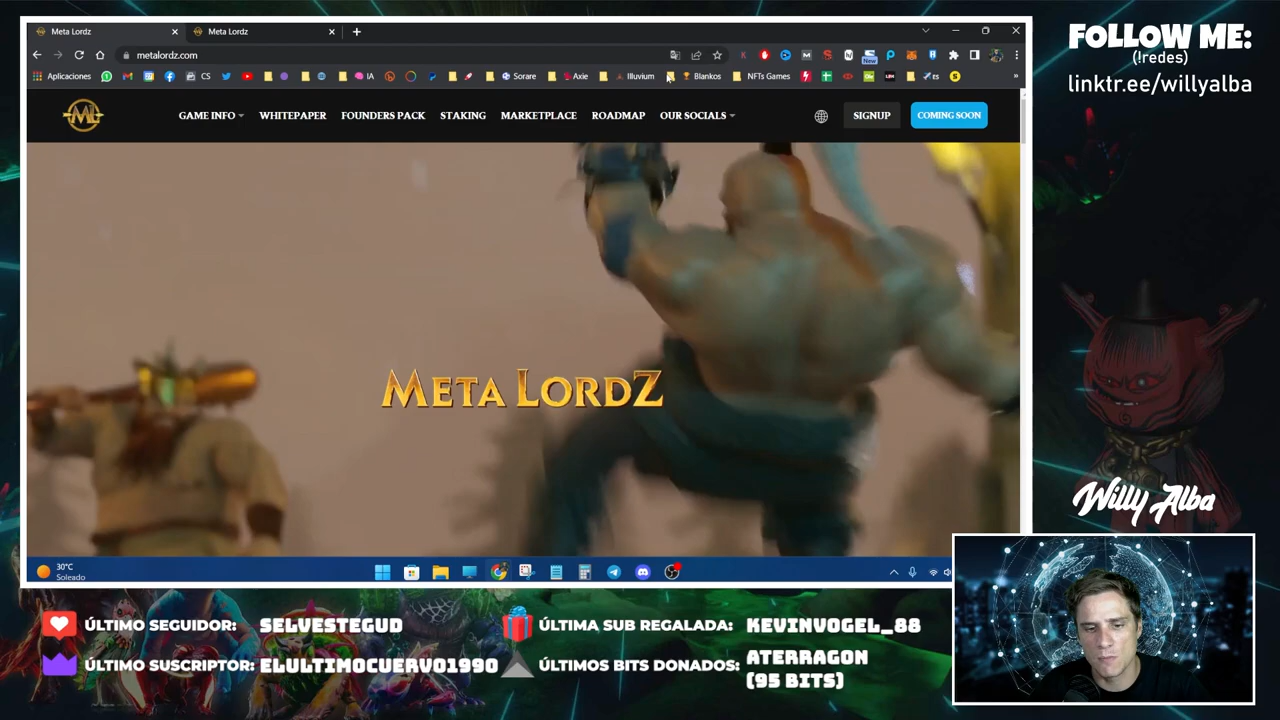 Meta Lordz
Meta Lordz
metalordz.com
New
Aplicaciones
CS
IA
Sorare
Axie
Illuvium
Blankos
NFTs Games
GAME INFO
WHITEPAPER
FOUNDERS PACK
STAKING
MARKETPLACE
ROADMAP
OUR SOCIALS
SIGNUP
COMING SOON
META LORDZ
30°C
Soleado
FOLLOW ME:
(!redes)
linktr.ee/willyalba
Willy Alba
ÚLTIMO SEGUIDOR: SELVESTEGUD
ÚLTIMA SUB REGALADA: KEVINVOGEL_88
ÚLTIMO SUSCRIPTOR: ELULTIMOCUERVO1990
ÚLTIMOS BITS DONADOS: ATERRAGON
(95 BITS)